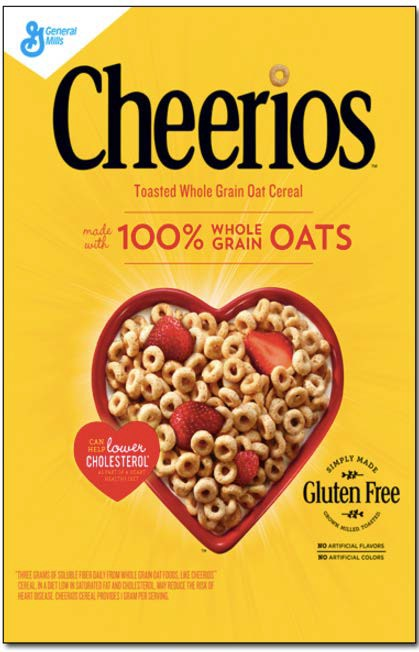 General
Mills
Cheerios™
Toasted Whole Grain Oat Cereal
made with 100% WHOLE GRAIN OATS
CAN HELP lower
CHOLESTEROL*
AS PART OF A HEART
HEALTHY DIET
SIMPLY MADE
Gluten Free
GROWN, MILLED, TOASTED
NO ARTIFICIAL FLAVORS
NO ARTIFICIAL COLORS
™
*THREE GRAMS OF SOLUBLE FIBER DAILY FROM WHOLE GRAIN OAT FOODS, LIKE CHEERIOS™
CEREAL, IN A DIET LOW IN SATURATED FAT AND CHOLESTEROL, MAY REDUCE THE RISK OF
HEART DISEASE. CHEERIOS CEREAL PROVIDES 1 GRAM PER SERVING.